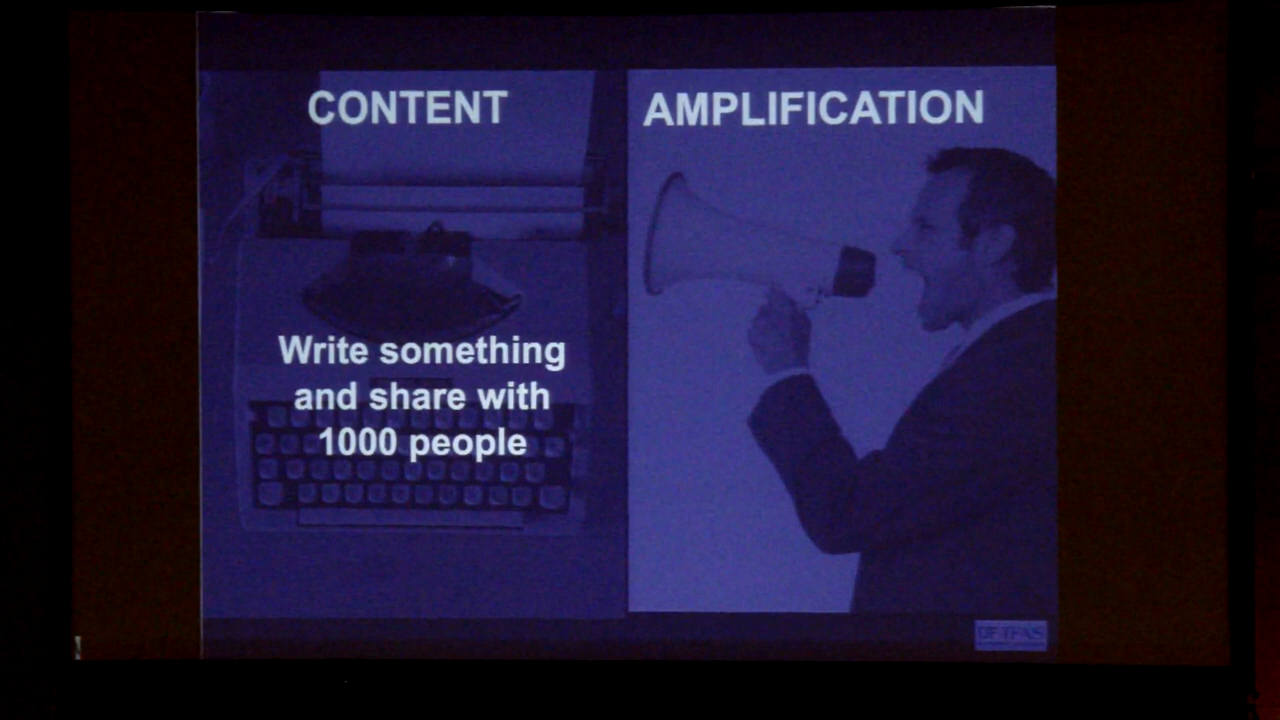 CONTENT
Write something
and share with
1000 people
AMPLIFICATION